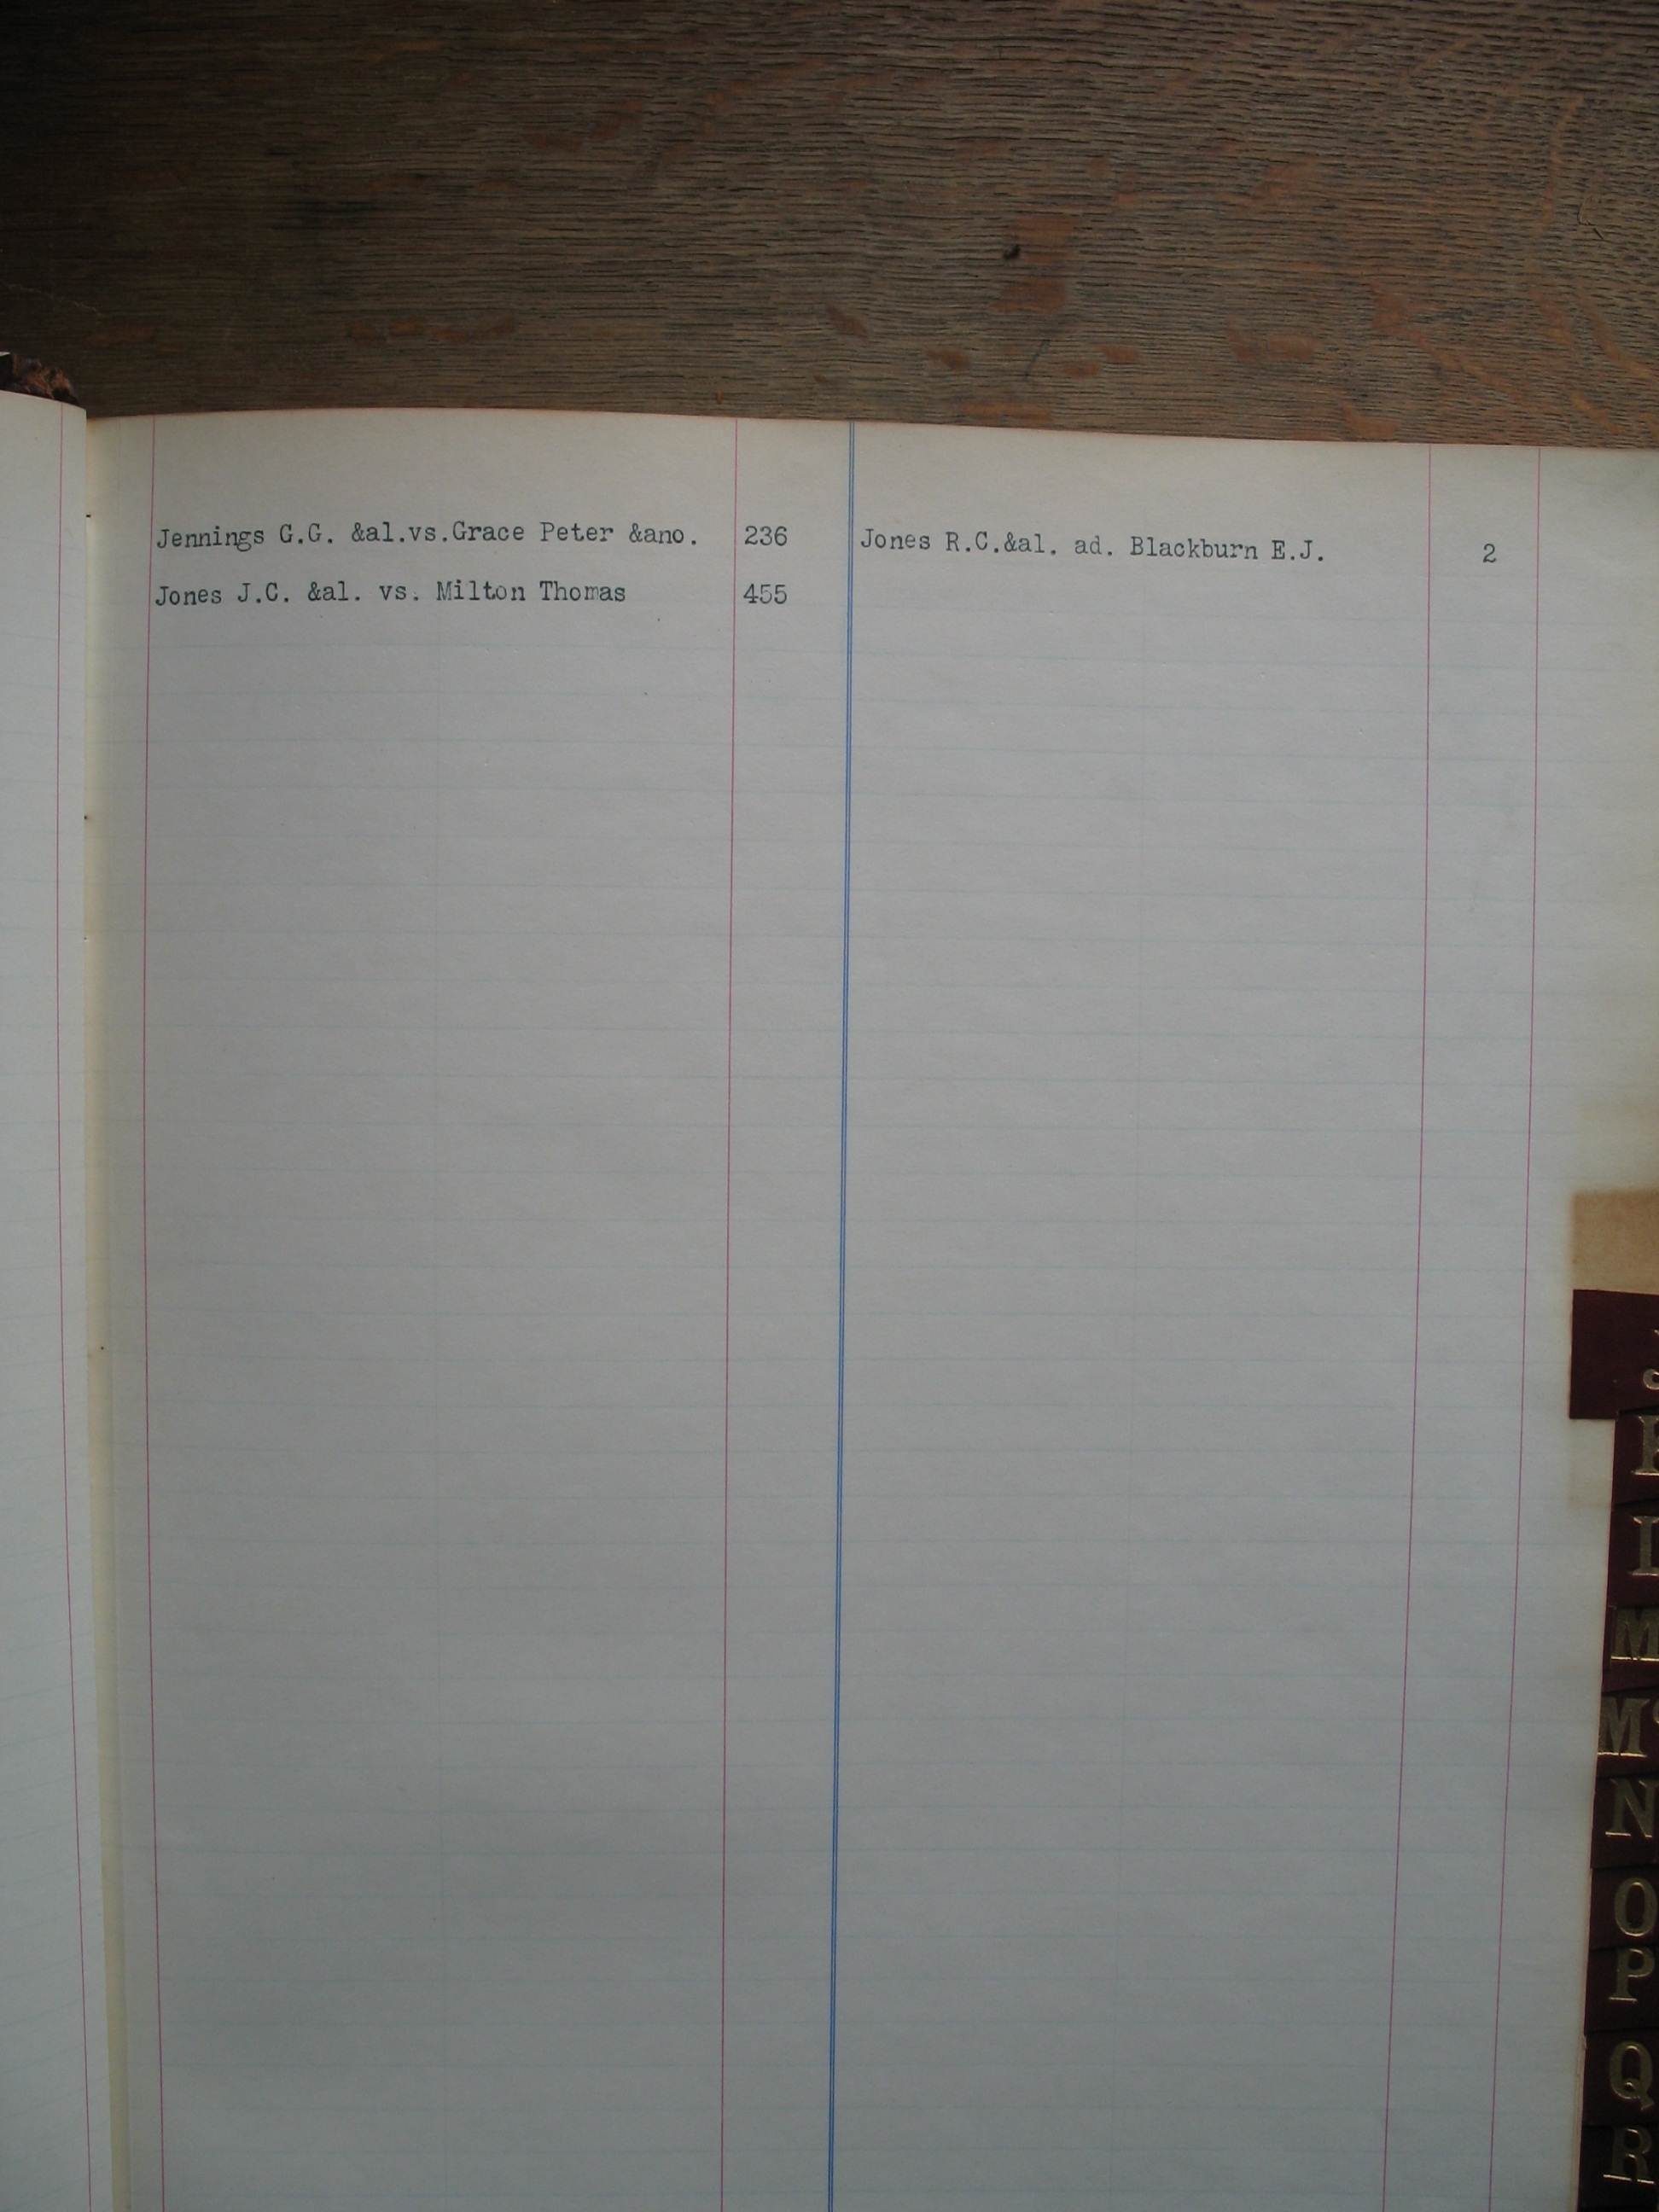 Jennings G.G. &al.vs.Grace Peter &ano. 236
Jones J.C. &al. vs. Milton Thomas 455
Jones R.C.&al. ad. Blackburn E.J. 2
J
L
M
Mc
N
O
P
Q
R